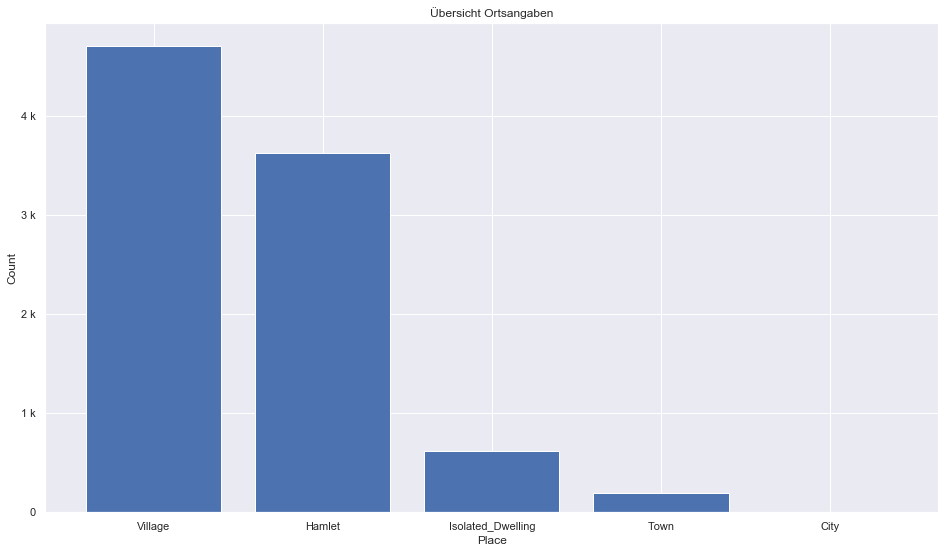 Übersicht Ortsangaben
4 k
3 k
2 k
1 k
0
Count
Village Hamlet Isolated_Dwelling Town City
Place